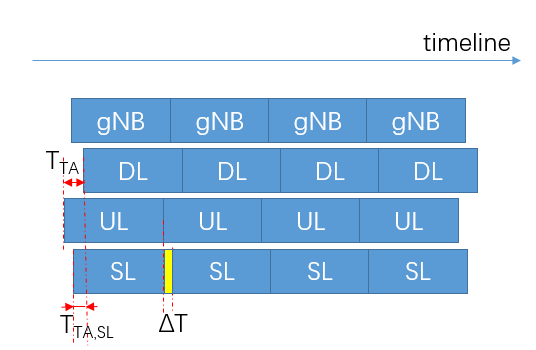 timeline
gNB gNB gNB gNB
T_TA
DL DL DL DL
UL UL UL UL
SL SL SL SL
T_TA,SL
ΔT